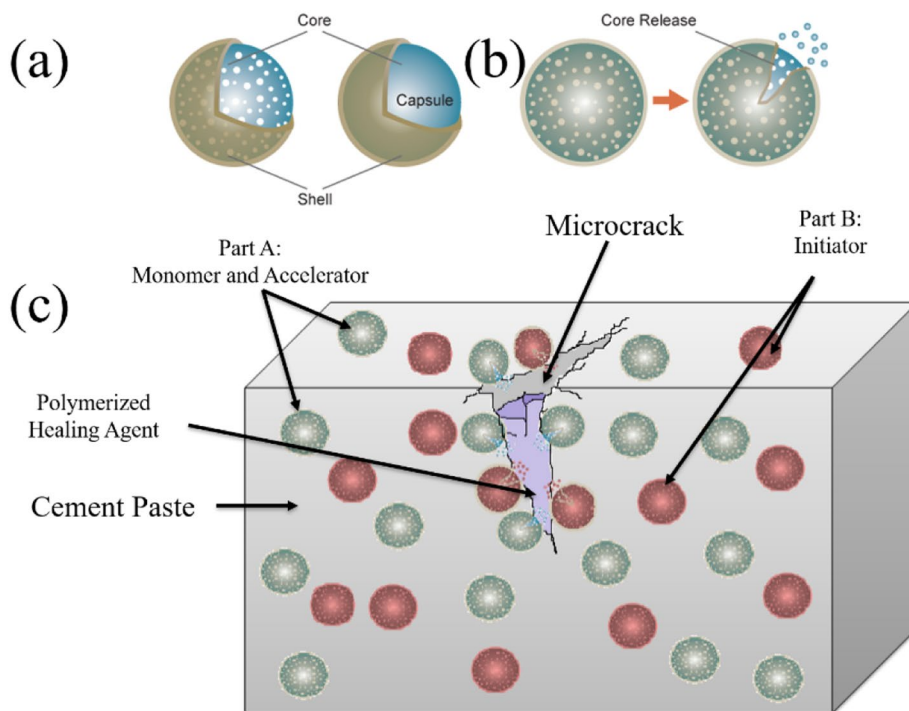 (a)
Core
Capsule
Shell
(b)
Core Release
(c)
Part A:
Monomer and Accelerator
Microcrack
Part B:
Initiator
Polymerized
Healing Agent
Cement Paste